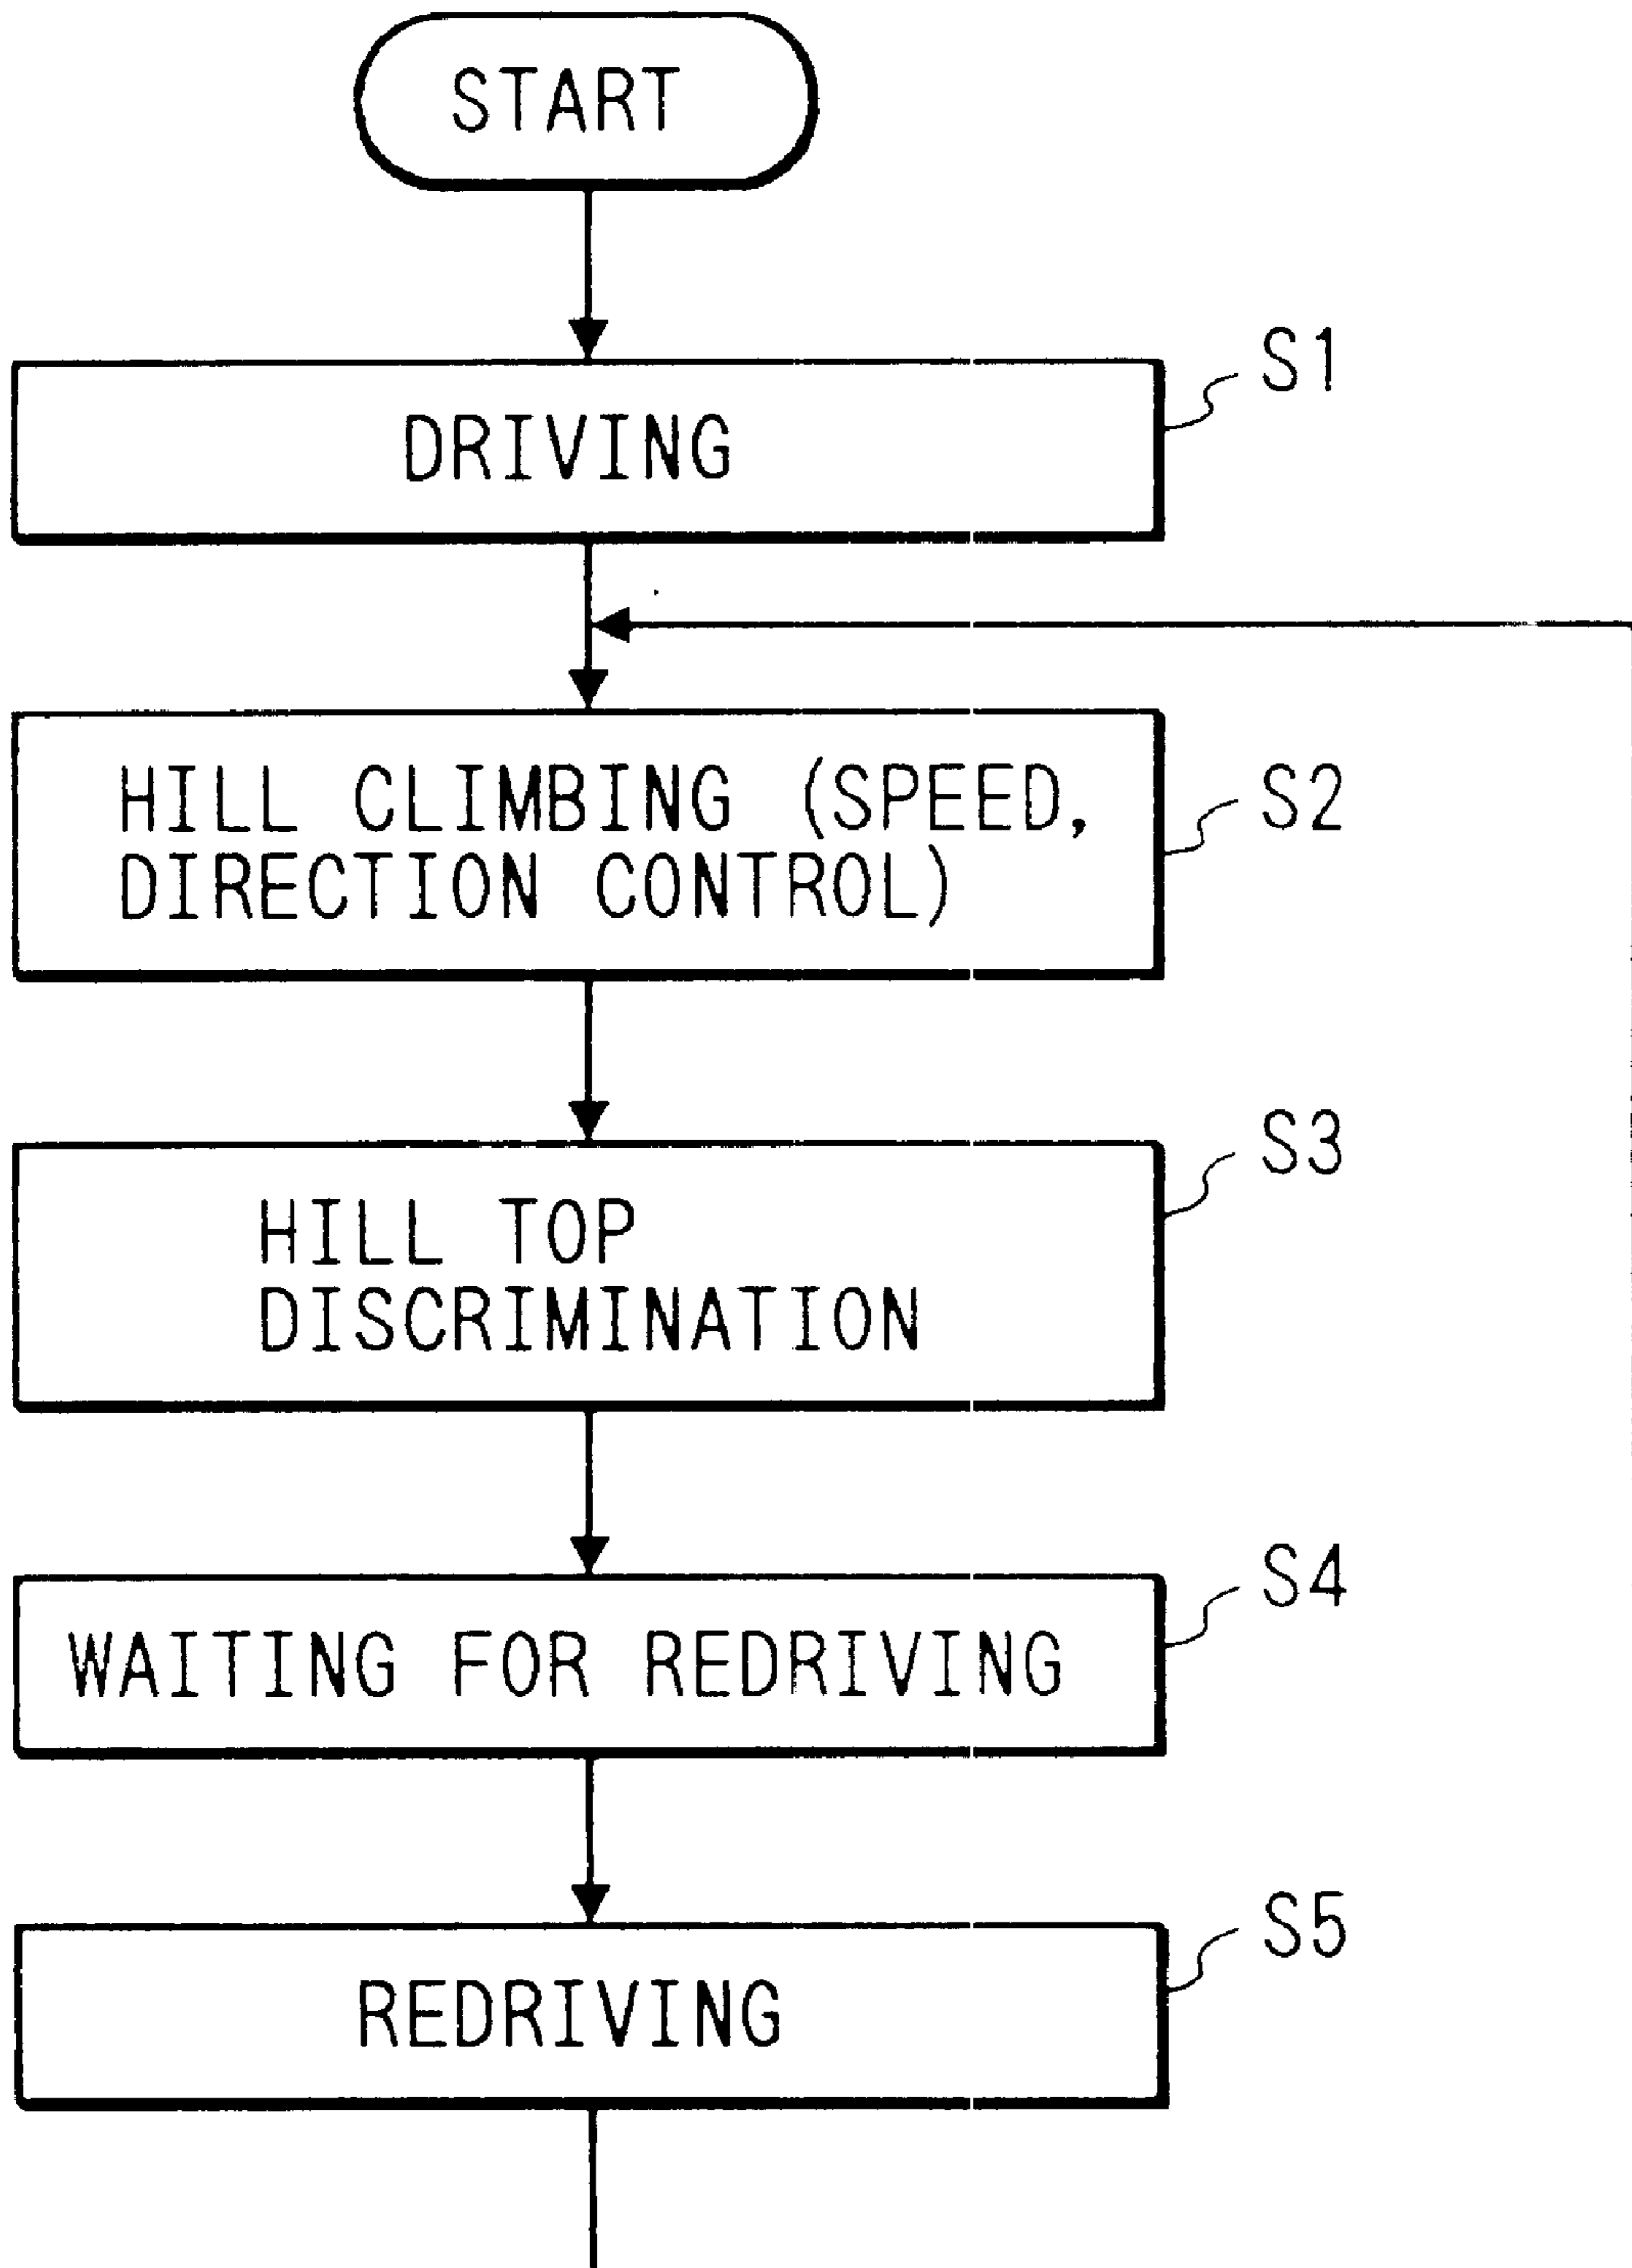 START
S1
DRIVING
HILL CLIMBING (SPEED,
DIRECTION CONTROL)
S2
S3
HILL TOP
DISCRIMINATION
S4
WAITING FOR REDRIVING
S5
REDRIVING